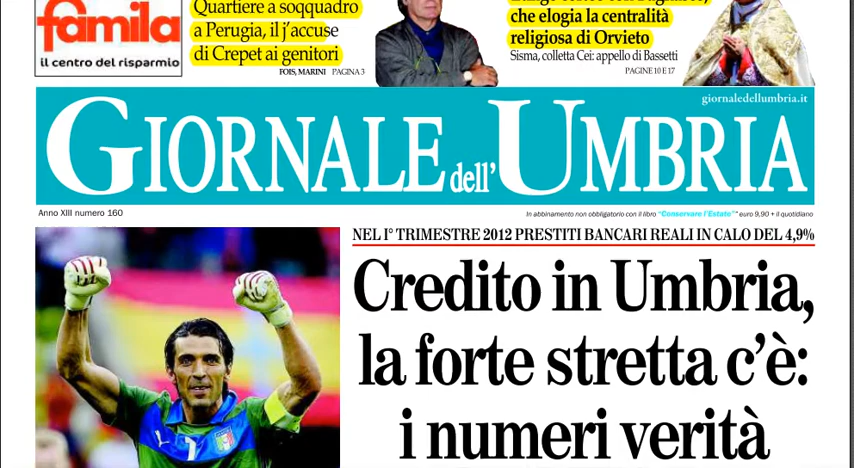 famila
il centro del risparmio
Quartiere a soqquadro
a Perugia, il j'accuse
di Crepet ai genitori
FOIS, MARINI PAGINA 3
che elogia la centralità
religiosa di Orvieto
Sisma, colletta Cei: appello di Bassetti
PAGINE 10 E 17
giornaledellumbria.it
GIORNALE dell'UMBRIA
Anno XIII numero 160
In abbinamento non obbligatorio con il libro "Conservare l'Estate" euro 9,90 + il quotidiano
NEL I° TRIMESTRE 2012 PRESTITI BANCARI REALI IN CALO DEL 4,9%
Credito in Umbria,
la forte stretta c'è:
i numeri verità
1